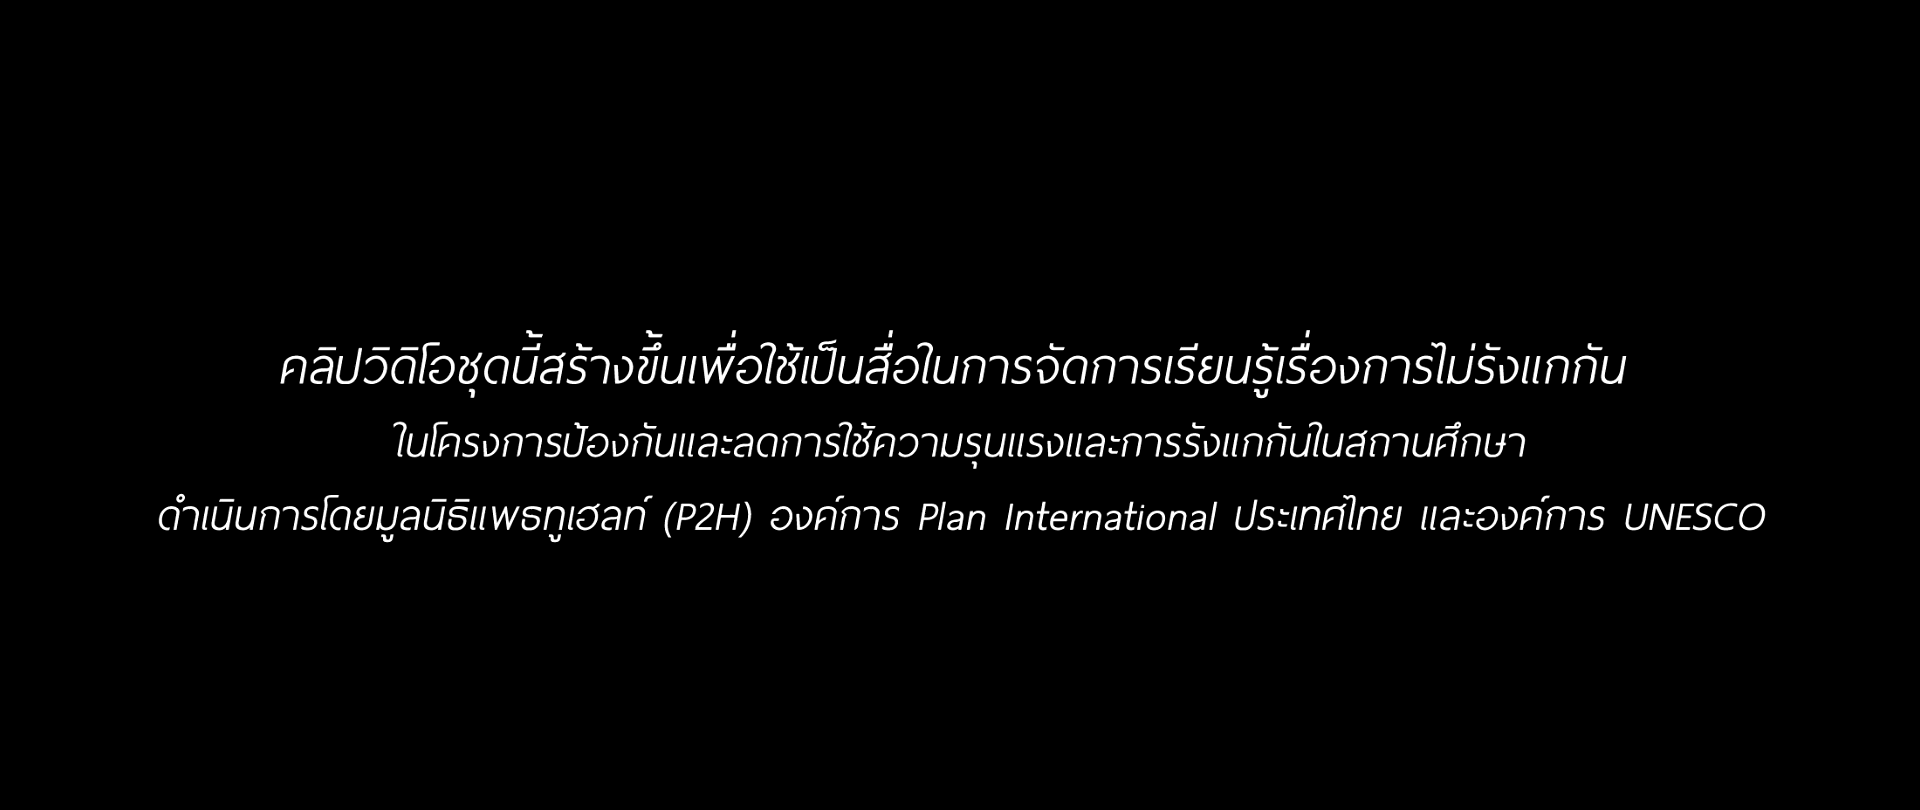 คลิปวิดิโอชุดนี้สร้างขึ้นเพื่อใช้เป็นสื่อในการจัดการเรียนรู้เรื่องการไม่รังแกกัน
ในโครงการป้องกันและลดการใช้ความรุนแรงและการรังแกกันในสถานศึกษา
ดำเนินการโดยมูลนิธิแพธทูเฮลท์ (P2H) องค์การ Plan International ประเทศไทย และองค์การ UNESCO